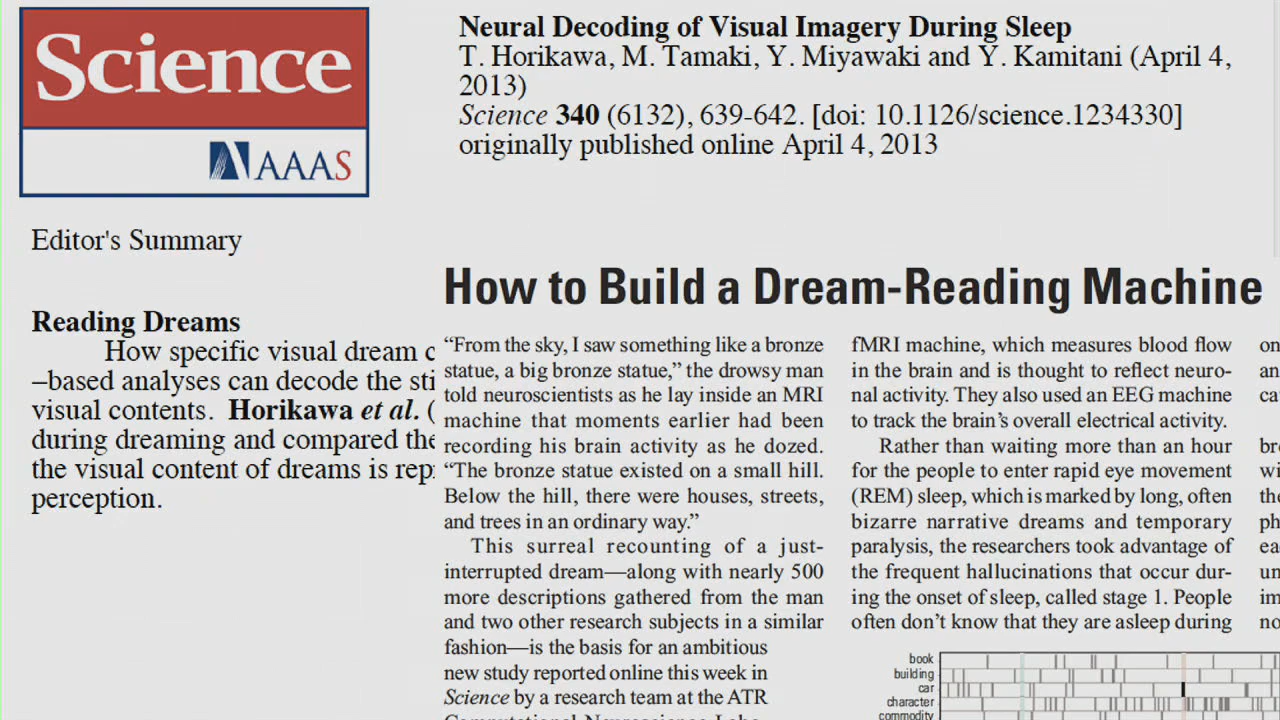 Science
AAAS
Neural Decoding of Visual Imagery During Sleep
T. Horikawa, M. Tamaki, Y. Miyawaki and Y. Kamitani (April 4,
2013)
Science 340 (6132), 639-642. [doi: 10.1126/science.1234330]
originally published online April 4, 2013
Editor's Summary
Reading Dreams
How specific visual dream c
–based analyses can decode the sti
visual contents. Horikawa et al. (
during dreaming and compared the
the visual content of dreams is rep
perception.
How to Build a Dream-Reading Machine
“From the sky, I saw something like a bronze
statue, a big bronze statue,” the drowsy man
told neuroscientists as he lay inside an MRI
machine that moments earlier had been
recording his brain activity as he dozed.
“The bronze statue existed on a small hill.
Below the hill, there were houses, streets,
and trees in an ordinary way.”
This surreal recounting of a just-
interrupted dream—along with nearly 500
more descriptions gathered from the man
and two other research subjects in a similar
fashion—is the basis for an ambitious
new study reported online this week in
Science by a research team at the ATR
fMRI machine, which measures blood flow
in the brain and is thought to reflect neuro-
nal activity. They also used an EEG machine
to track the brain’s overall electrical activity.
Rather than waiting more than an hour
for the people to enter rapid eye movement
(REM) sleep, which is marked by long, often
bizarre narrative dreams and temporary
paralysis, the researchers took advantage of
the frequent hallucinations that occur dur-
ing the onset of sleep, called stage 1. People
often don’t know that they are asleep during
book
building
car
character
commodity
on
an
ca
bro
wi
the
ph
ea
un
im
no